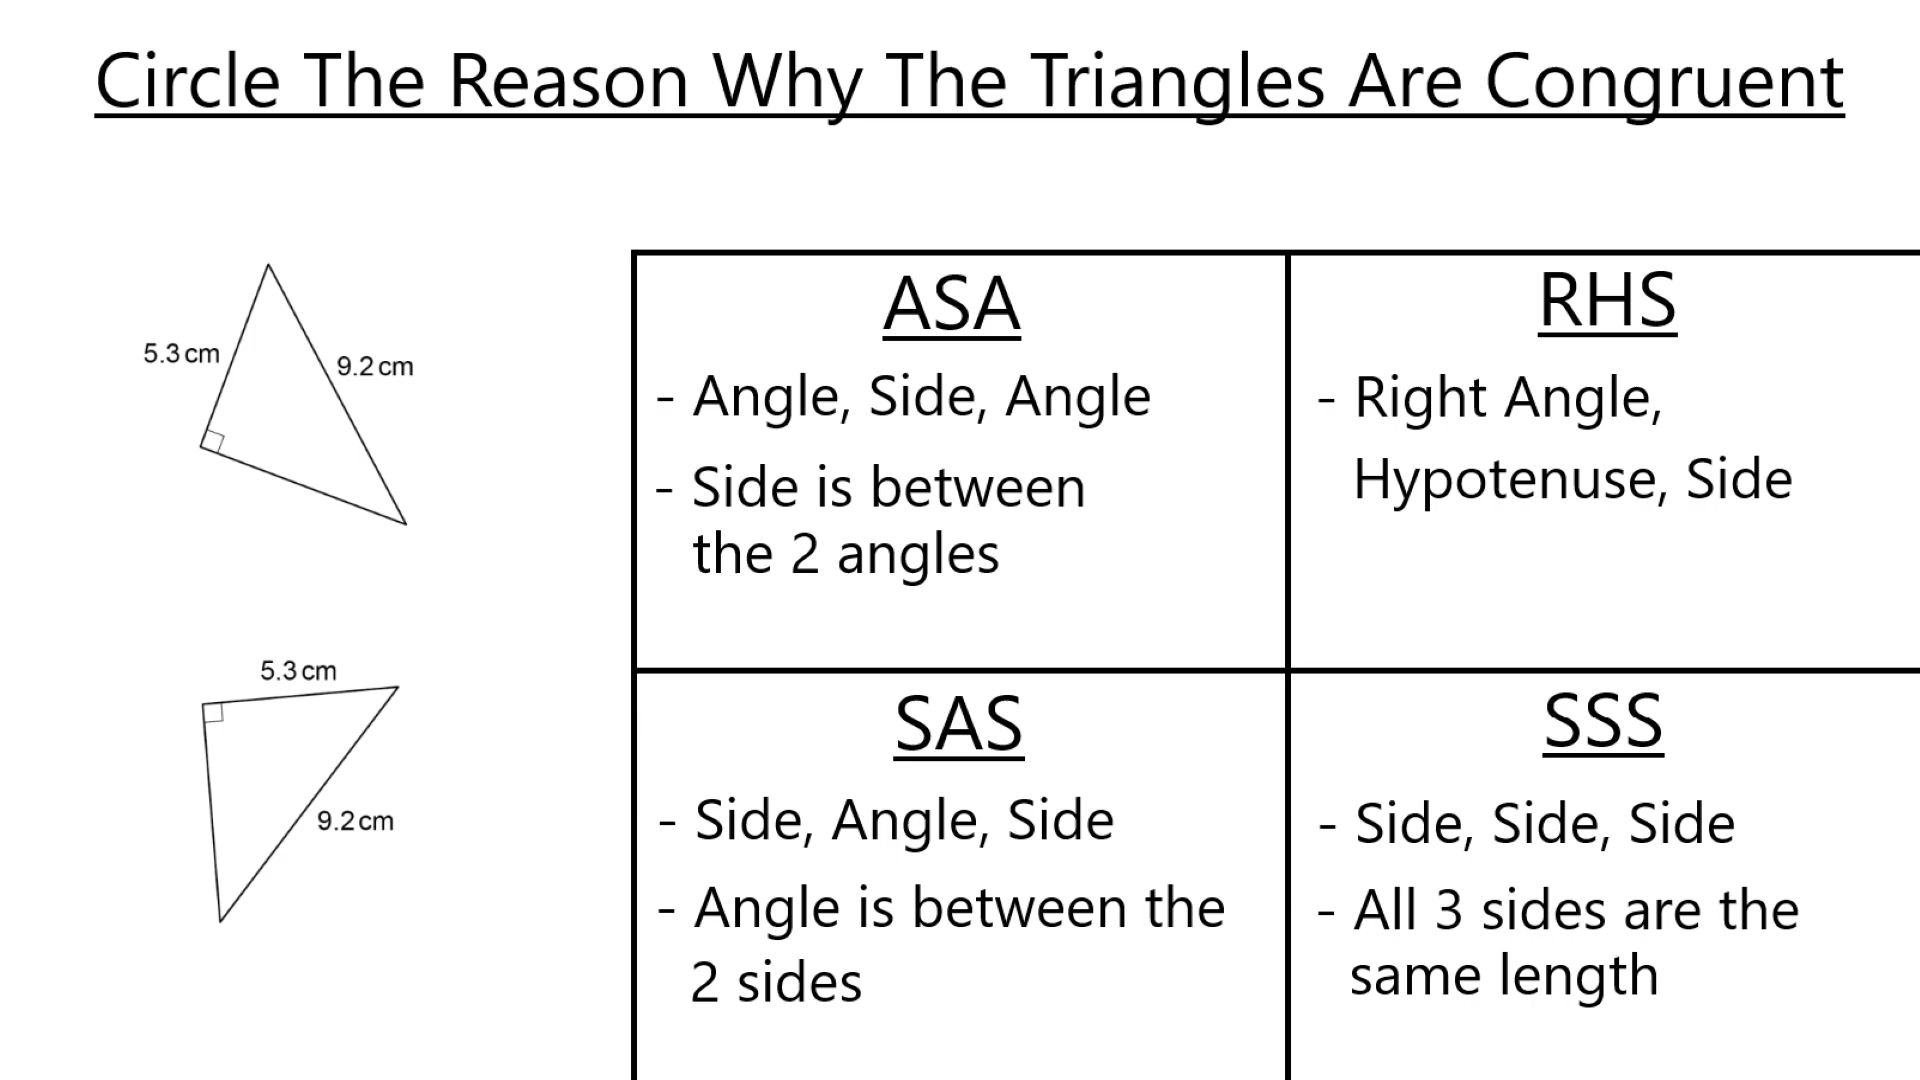 Circle The Reason Why The Triangles Are Congruent
5.3 cm
9.2 cm
5.3 cm
9.2 cm
ASA
- Angle, Side, Angle
- Side is between
the 2 angles
RHS
- Right Angle,
Hypotenuse, Side
SAS
- Side, Angle, Side
- Angle is between the
2 sides
SSS
- Side, Side, Side
- All 3 sides are the
same length